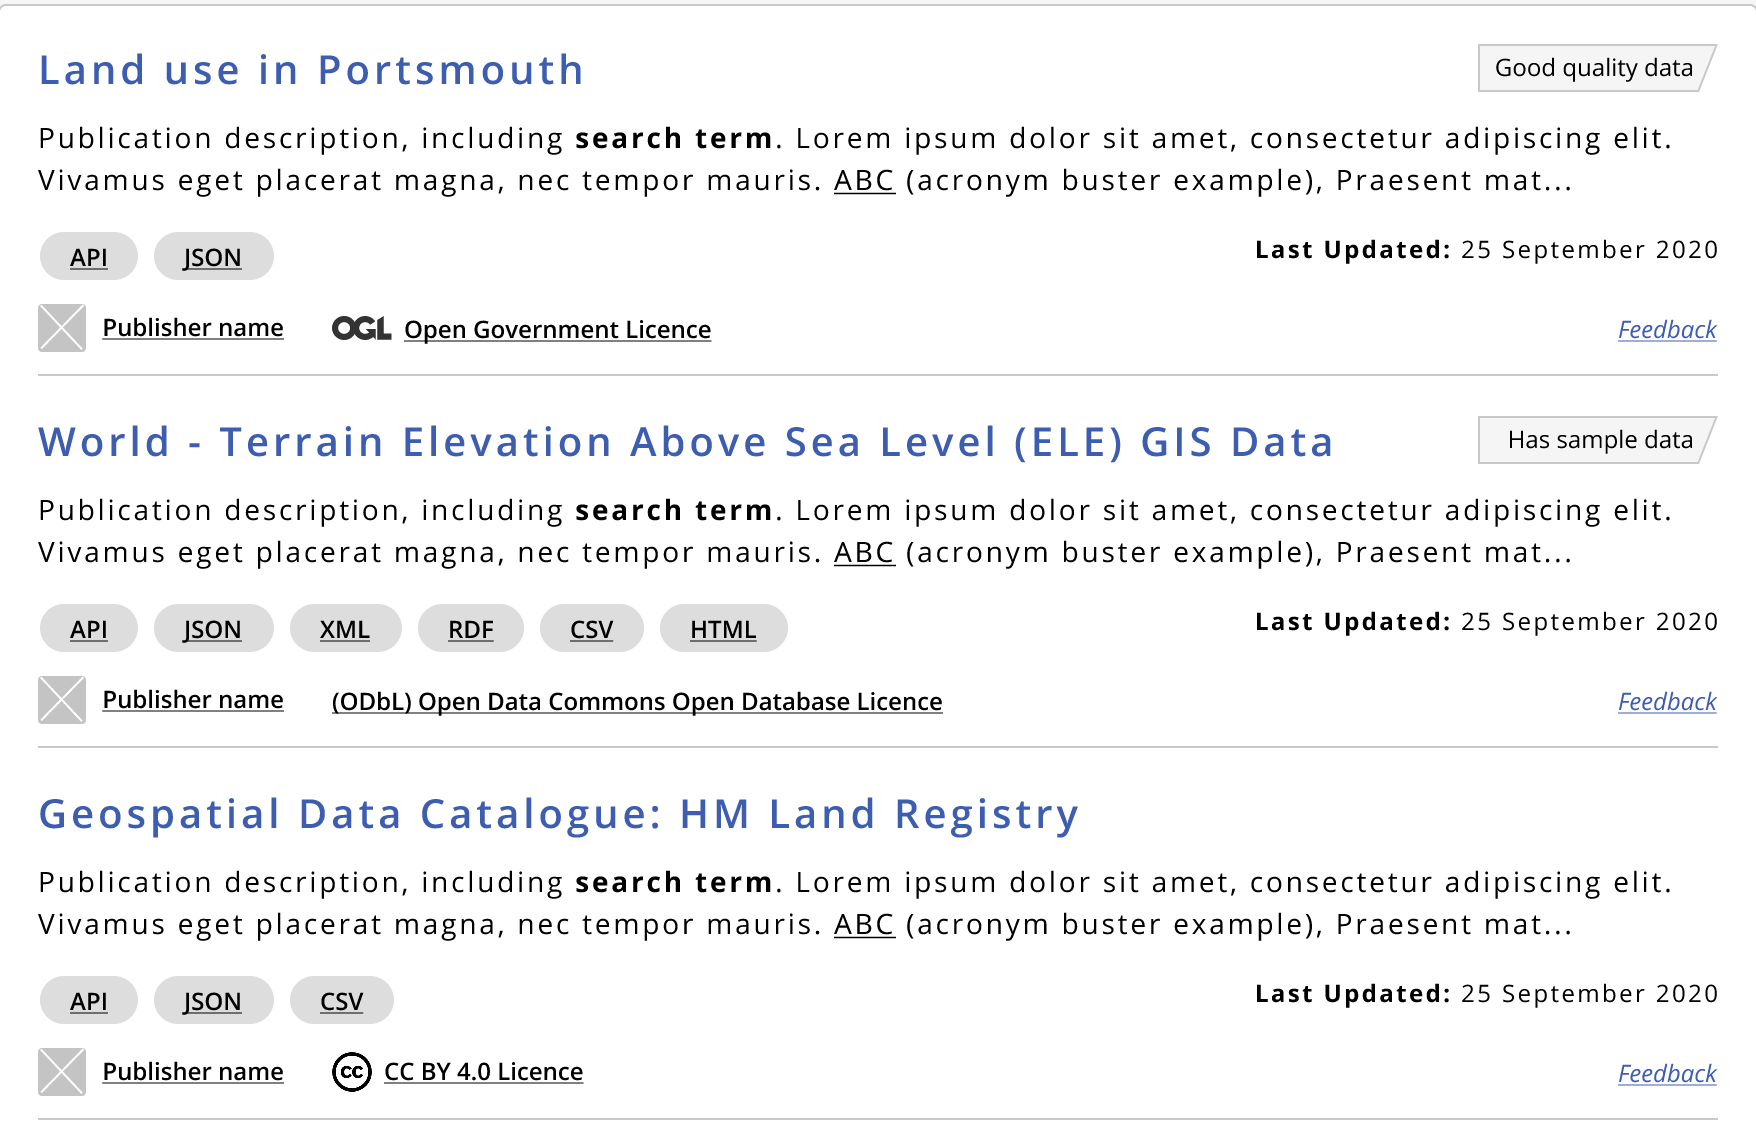 Land use in Portsmouth
Good quality data
Publication description, including search term. Lorem ipsum dolor sit amet, consectetur adipiscing elit.
Vivamus eget placerat magna, nec tempor mauris. ABC (acronym buster example), Praesent mat...
API JSON
Last Updated: 25 September 2020
Publisher name OGL Open Government Licence
Feedback
World - Terrain Elevation Above Sea Level (ELE) GIS Data
Has sample data
Publication description, including search term. Lorem ipsum dolor sit amet, consectetur adipiscing elit.
Vivamus eget placerat magna, nec tempor mauris. ABC (acronym buster example), Praesent mat...
API JSON XML RDF CSV HTML
Last Updated: 25 September 2020
Publisher name (ODbL) Open Data Commons Open Database Licence
Feedback
Geospatial Data Catalogue: HM Land Registry
Publication description, including search term. Lorem ipsum dolor sit amet, consectetur adipiscing elit.
Vivamus eget placerat magna, nec tempor mauris. ABC (acronym buster example), Praesent mat...
API JSON CSV
Last Updated: 25 September 2020
Publisher name cc CC BY 4.0 Licence
Feedback